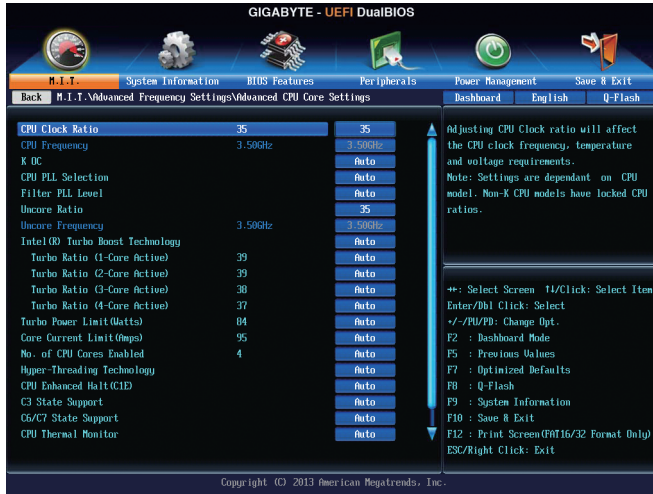 GIGABYTE - UEFI DualBIOS
M.I.T. System Information BIOS Features Peripherals Power Management Save & Exit
Back M.I.T.\Advanced Frequency Settings\Advanced CPU Core Settings Dashboard English Q-Flash
CPU Clock Ratio 35 35
CPU Frequency 3.50GHz 3.50GHz
K OC Auto
CPU PLL Selection Auto
Filter PLL Level Auto
Uncore Ratio 35
Uncore Frequency 3.50GHz 3.50GHz
Intel(R) Turbo Boost Technology Auto
Turbo Ratio (1-Core Active) 39 Auto
Turbo Ratio (2-Core Active) 39 Auto
Turbo Ratio (3-Core Active) 38 Auto
Turbo Ratio (4-Core Active) 37 Auto
Turbo Power Limit(Watts) 84 Auto
Core Current Limit(Amps) 95 Auto
No. of CPU Cores Enabled 4 Auto
Hyper-Threading Technology Auto
CPU Enhanced Halt(C1E) Auto
C3 State Support Auto
C6/C7 State Support Auto
CPU Thermal Monitor Auto
Adjusting CPU Clock ratio will affect
the CPU clock frequency, temperature
and voltage requirements.
Note: Settings are dependant on CPU
model. Non-K CPU models have locked CPU
ratios.
↔: Select Screen ↑↓/Click: Select Item
Enter/Dbl Click: Select
+/-/PU/PD: Change Opt.
F2 : Dashboard Mode
F5 : Previous Values
F7 : Optimized Defaults
F8 : Q-Flash
F9 : System Information
F10 : Save & Exit
F12 : Print Screen(FAT16/32 Format Only)
ESC/Right Click: Exit
Copyright (C) 2013 American Megatrends, Inc.